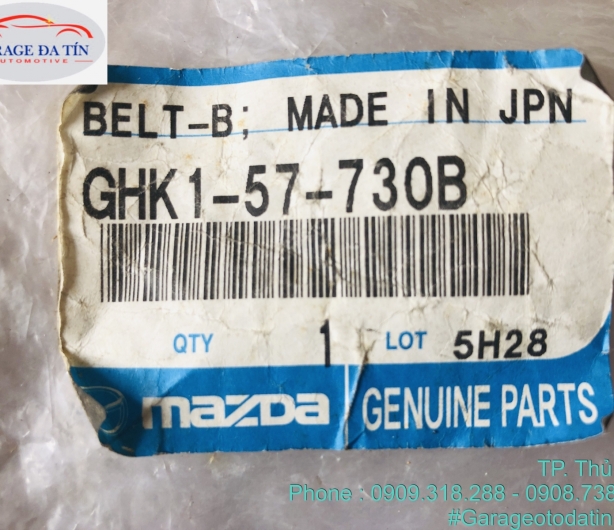 GARAGE ĐA TÍN
AUTOMOTIVE
BELT-B; MADE IN JPN
GHK1-57-730B
QTY 1 LOT 5H28
mazda GENUINE PARTS
TP. Thủ
Phone : 0909.318.288 - 0908.738
#Garageotodatin